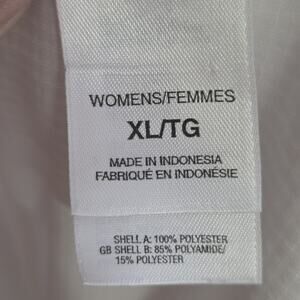 WOMENS/FEMMES
XL/TG
MADE IN INDONESIA
FABRIQUÉ EN INDONÉSIE
SHELL A: 100% POLYESTER
GB SHELL B: 85% POLYAMIDE/
15% POLYESTER